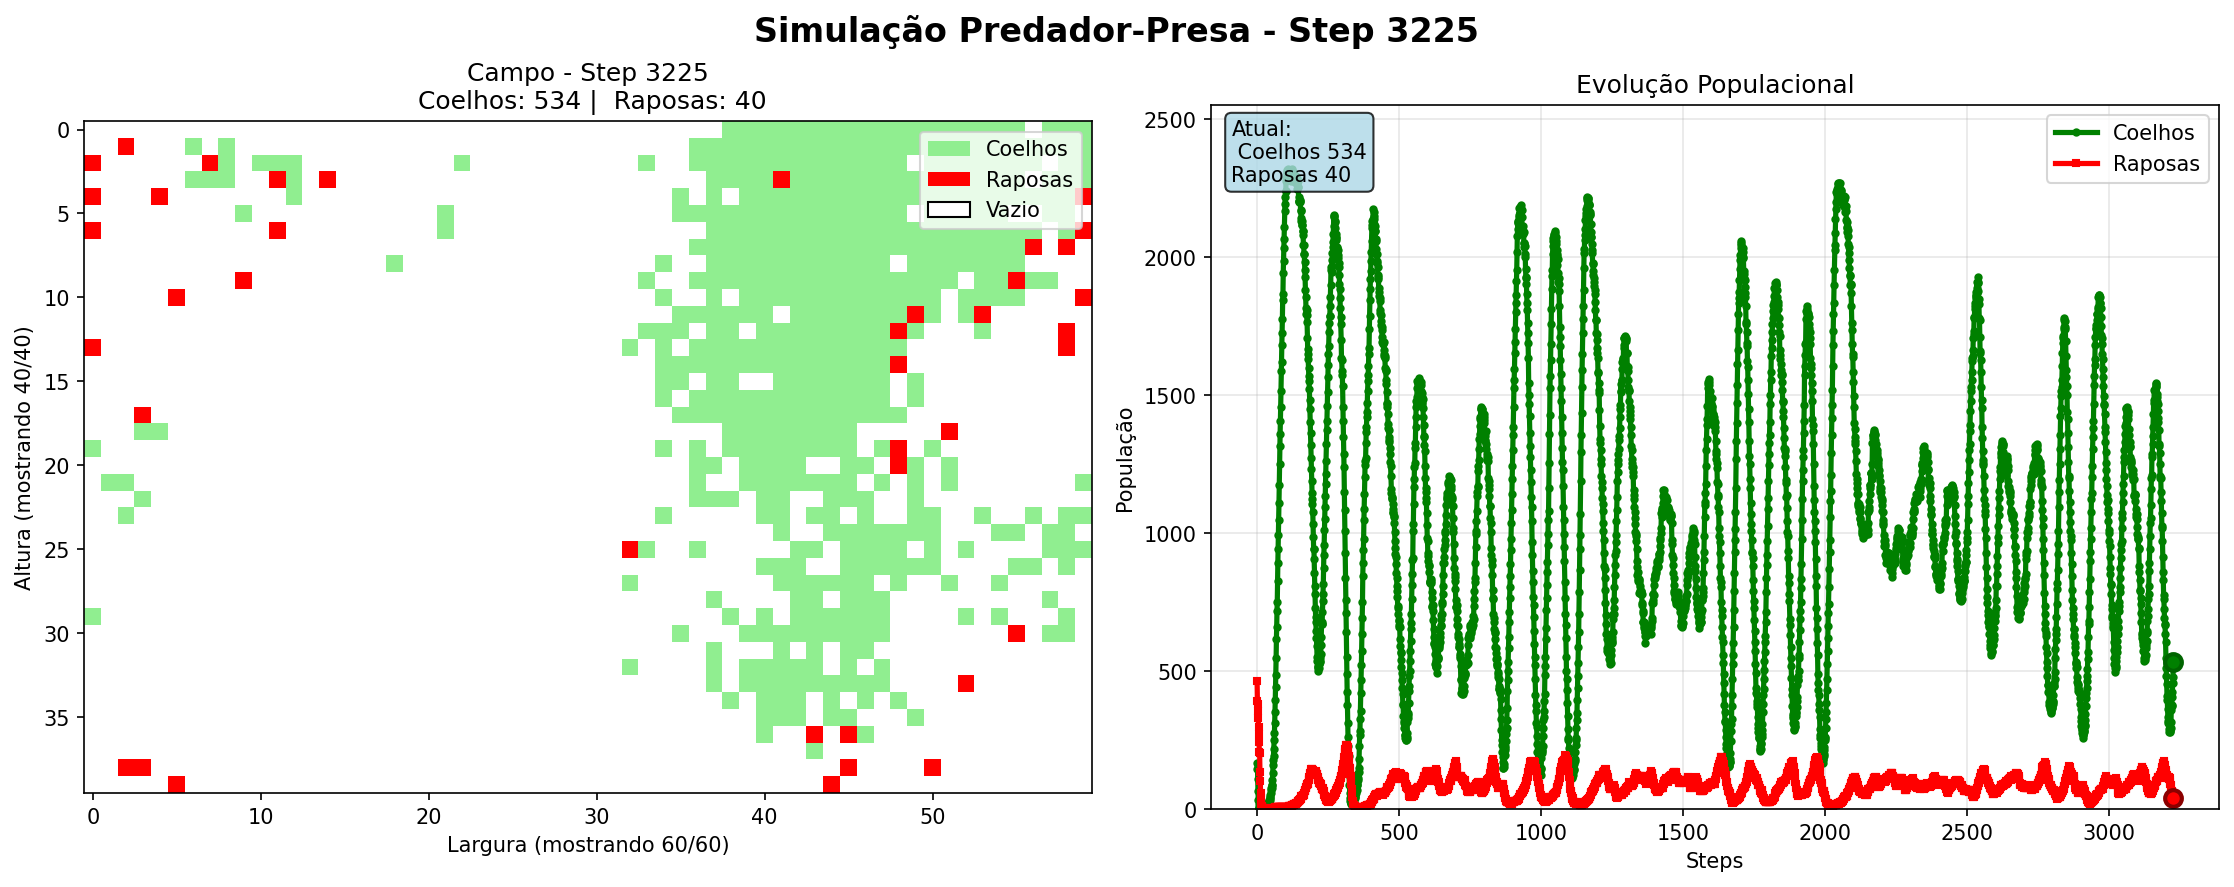 Simulação Predador-Presa - Step 3225
Campo - Step 3225
Coelhos: 534 |  Raposas: 40
Coelhos
Raposas
Vazio
0
5
10
15
20
25
30
35
Altura (mostrando 40/40)
0
10
20
30
40
50
Largura (mostrando 60/60)
Evolução Populacional
Atual:
Coelhos 534
Raposas 40
Coelhos
Raposas
2500
2000
1500
1000
500
0
População
0
500
1000
1500
2000
2500
3000
Steps